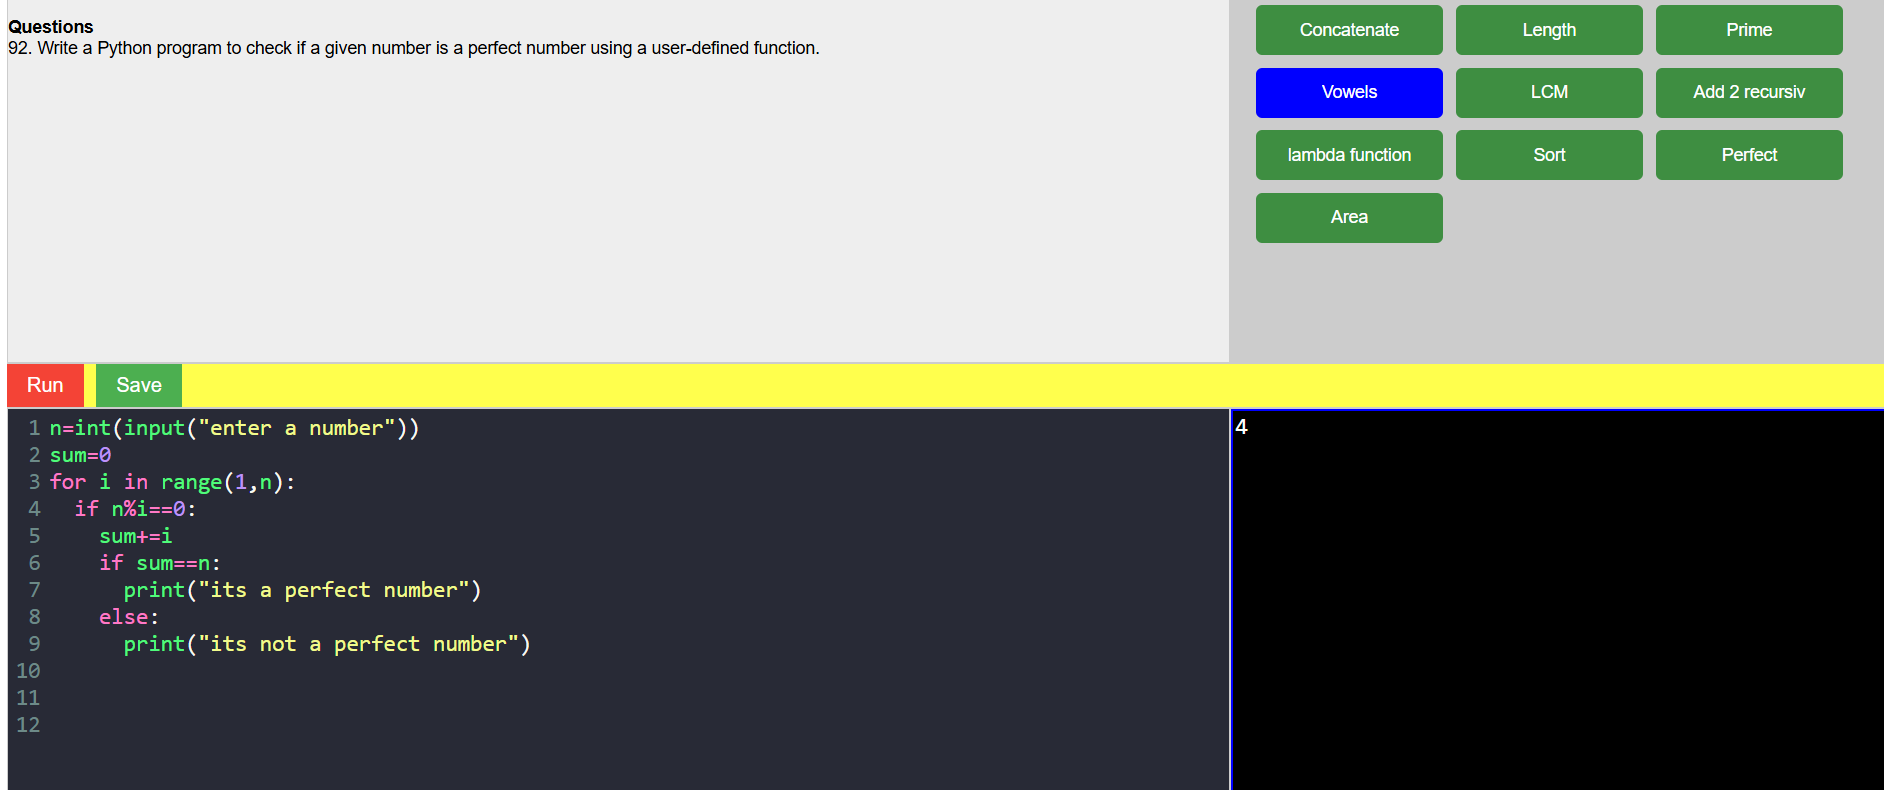 Questions
92. Write a Python program to check if a given number is a perfect number using a user-defined function.
Concatenate Length Prime
Vowels LCM Add 2 recursiv
lambda function Sort Perfect
Area
Run Save
1 n=int(input("enter a number"))
2 sum=0
3 for i in range(1,n):
4   if n%i==0:
5     sum+=i
6     if sum==n:
7       print("its a perfect number")
8     else:
9       print("its not a perfect number")
10
11
12
4